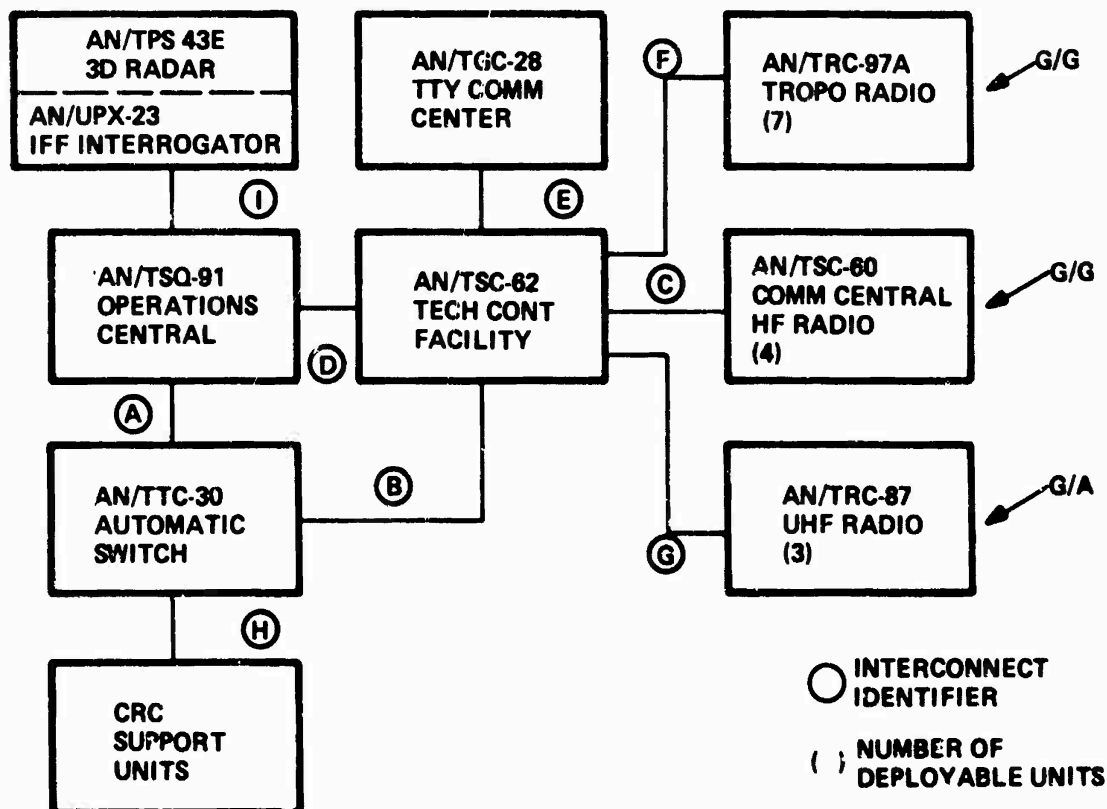 AN/TPS 43E
3D RADAR
AN/UPX-23
IFF INTERROGATOR
AN/TGC-28
TTY COMM
CENTER
F
AN/TRC-97A
TROPO RADIO
(7)
G/G
I
E
AN/TSQ-91
OPERATIONS
CENTRAL
D
AN/TSC-62
TECH CONT
FACILITY
C
AN/TSC-60
COMM CENTRAL
HF RADIO
(4)
G/G
A
AN/TTC-30
AUTOMATIC
SWITCH
B
G
AN/TRC-87
UHF RADIO
(3)
G/A
H
CRC
SUPPORT
UNITS
INTERCONNECT
IDENTIFIER
( ) NUMBER OF
DEPLOYABLE UNITS